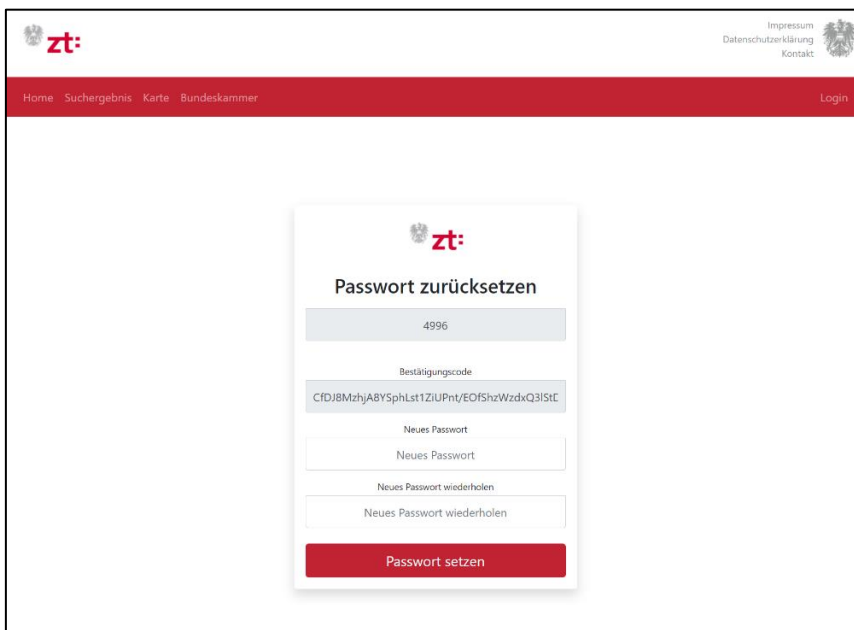 zt:
Impressum
Datenschutzerklärung
Kontakt
Home Suchergebnis Karte Bundeskammer Login
zt:
Passwort zurücksetzen
4996
Bestätigungscode
CfDJ8MzhjA8YSphLst1ZiUPnt/EOfShzWzdxQ3lStD
Neues Passwort
Neues Passwort
Neues Passwort wiederholen
Neues Passwort wiederholen
Passwort setzen